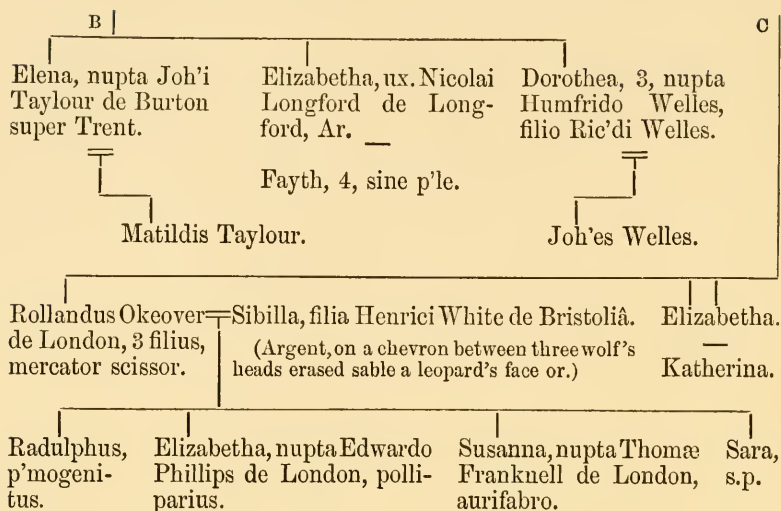 B C
Elena, nupta Joh'i
Taylour de Burton
super Trent.
Elizabetha, ux. Nicolai
Longford de Long-
ford, Ar.
Fayth, 4, sine p'le.
Dorothea, 3, nupta
Humfrido Welles,
filio Ric'di Welles.
Matildis Taylour.
Joh'es Welles.
Rollandus Okeover
de London, 3 filius,
mercator scissor.
Sibilla, filia Henrici White de Bristoliâ.
(Argent, on a chevron between three wolf's
heads erased sable a leopard's face or.)
Elizabetha.
Katherina.
Radulphus,
p'mogeni-
tus.
Elizabetha, nupta Edwardo
Phillips de London, polli-
parius.
Susanna, nupta Thomæ
Franknell de London,
aurifabro.
Sara,
s.p.